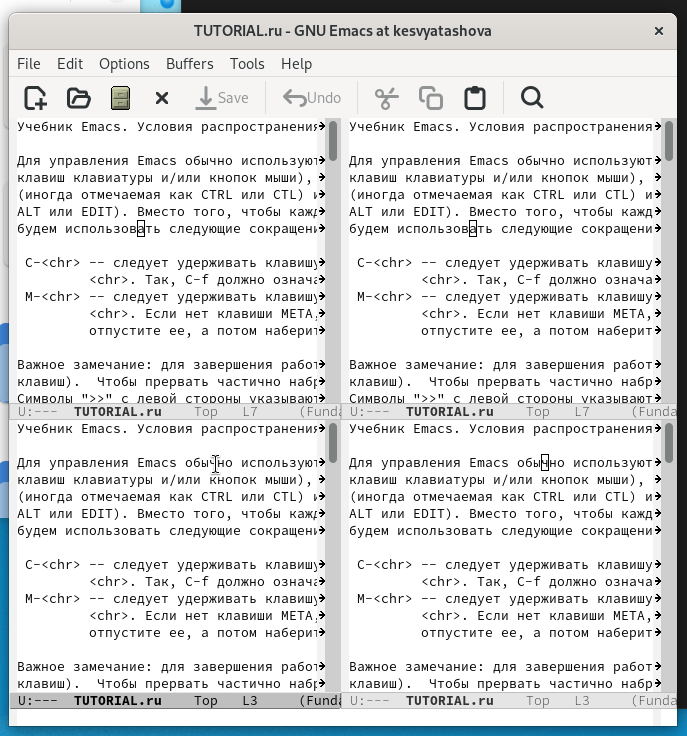 TUTORIAL.ru - GNU Emacs at kesvyatashova
File Edit Options Buffers Tools Help
Save Undo
Учебник Emacs. Условия распространения
Для управления Emacs обычно используют
клавиш клавиатуры и/или кнопок мыши),
(иногда отмечаемая как CTRL или CTL) и
ALT или EDIT). Вместо того, чтобы кажд
будем использовать следующие сокращени
C-<chr> -- следует удерживать клавишу
<chr>. Так, C-f должно означа
M-<chr> -- следует удерживать клавишу
<chr>. Если нет клавиши META,
отпустите ее, а потом наберит
Важное замечание: для завершения работ
клавиш). Чтобы прервать частично набр
Символы ">>" с левой стороны указывают
U:--- TUTORIAL.ru Top L7 (Funda
Учебник Emacs. Условия распространения
Для управления Emacs обычно используют
клавиш клавиатуры и/или кнопок мыши),
(иногда отмечаемая как CTRL или CTL) и
ALT или EDIT). Вместо того, чтобы кажд
будем использовать следующие сокращени
C-<chr> -- следует удерживать клавишу
<chr>. Так, C-f должно означа
M-<chr> -- следует удерживать клавишу
<chr>. Если нет клавиши META,
отпустите ее, а потом наберит
Важное замечание: для завершения работ
клавиш). Чтобы прервать частично набр
Символы ">>" с левой стороны указывают
U:--- TUTORIAL.ru Top L7 (Funda
Учебник Emacs. Условия распространения
Для управления Emacs обычно используют
клавиш клавиатуры и/или кнопок мыши),
(иногда отмечаемая как CTRL или CTL) и
ALT или EDIT). Вместо того, чтобы кажд
будем использовать следующие сокращени
C-<chr> -- следует удерживать клавишу
<chr>. Так, C-f должно означа
M-<chr> -- следует удерживать клавишу
<chr>. Если нет клавиши META,
отпустите ее, а потом наберит
Важное замечание: для завершения работ
клавиш). Чтобы прервать частично набр
U:--- TUTORIAL.ru Top L3 (Funda
Учебник Emacs. Условия распространения
Для управления Emacs обычно используют
клавиш клавиатуры и/или кнопок мыши),
(иногда отмечаемая как CTRL или CTL) и
ALT или EDIT). Вместо того, чтобы кажд
будем использовать следующие сокращени
C-<chr> -- следует удерживать клавишу
<chr>. Так, C-f должно означа
M-<chr> -- следует удерживать клавишу
<chr>. Если нет клавиши META,
отпустите ее, а потом наберит
Важное замечание: для завершения работ
клавиш). Чтобы прервать частично набр
U:--- TUTORIAL.ru Top L3 (Funda